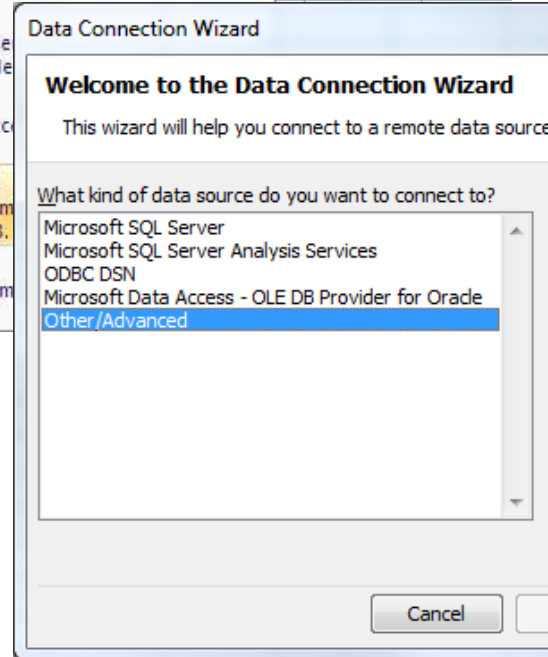 Data Connection Wizard
Welcome to the Data Connection Wizard
This wizard will help you connect to a remote data source
What kind of data source do you want to connect to?
Microsoft SQL Server
Microsoft SQL Server Analysis Services
ODBC DSN
Microsoft Data Access - OLE DB Provider for Oracle
Other/Advanced
Cancel